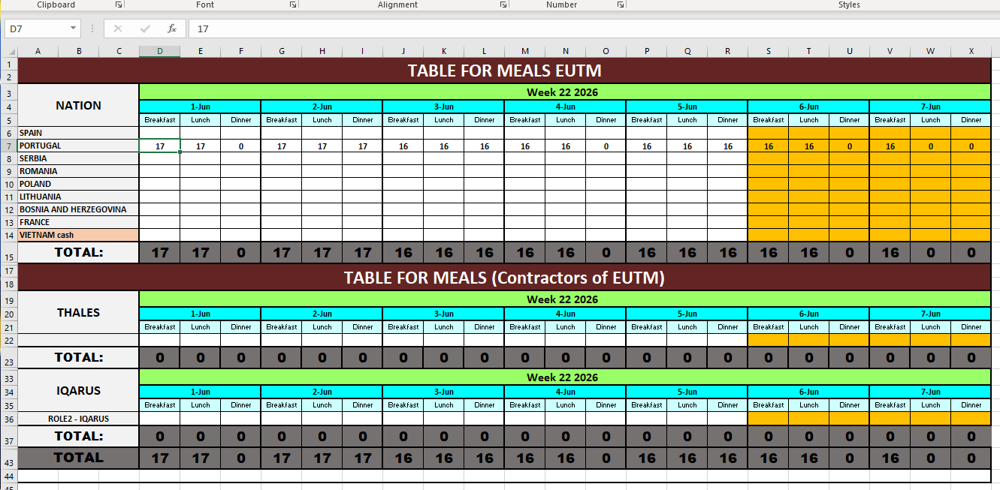 Clipboard Font Alignment Number Styles
D7 fx 17
A B C D E F G H I J K L M N O P Q R S T U V W X
1 TABLE FOR MEALS EUTM
2
3 NATION Week 22 2026
4 1-Jun 2-Jun 3-Jun 4-Jun 5-Jun 6-Jun 7-Jun
5 Breakfast Lunch Dinner Breakfast Lunch Dinner Breakfast Lunch Dinner Breakfast Lunch Dinner Breakfast Lunch Dinner Breakfast Lunch Dinner Breakfast Lunch Dinner
6 SPAIN
7 PORTUGAL 17 17 0 17 17 17 16 16 16 16 16 0 16 16 16 16 16 0 16 0 0
8 SERBIA
9 ROMANIA
10 POLAND
11 LITHUANIA
12 BOSNIA AND HERZEGOVINA
13 FRANCE
14 VIETNAM cash
15 TOTAL: 17 17 0 17 17 17 16 16 16 16 16 0 16 16 16 16 16 0 16 0 0
17 TABLE FOR MEALS (Contractors of EUTM)
18
19 THALES Week 22 2026
20 1-Jun 2-Jun 3-Jun 4-Jun 5-Jun 6-Jun 7-Jun
21 Breakfast Lunch Dinner Breakfast Lunch Dinner Breakfast Lunch Dinner Breakfast Lunch Dinner Breakfast Lunch Dinner Breakfast Lunch Dinner Breakfast Lunch Dinner
22
23 TOTAL: 0 0 0 0 0 0 0 0 0 0 0 0 0 0 0 0 0 0 0 0 0
33 IQARUS Week 22 2026
34 1-Jun 2-Jun 3-Jun 4-Jun 5-Jun 6-Jun 7-Jun
35 Breakfast Lunch Dinner Breakfast Lunch Dinner Breakfast Lunch Dinner Breakfast Lunch Dinner Breakfast Lunch Dinner Breakfast Lunch Dinner Breakfast Lunch Dinner
36 ROLE2 - IQARUS
37 TOTAL: 0 0 0 0 0 0 0 0 0 0 0 0 0 0 0 0 0 0 0 0 0
43 TOTAL 17 17 0 17 17 17 16 16 16 16 16 0 16 16 16 16 16 0 16 0 0
44
45